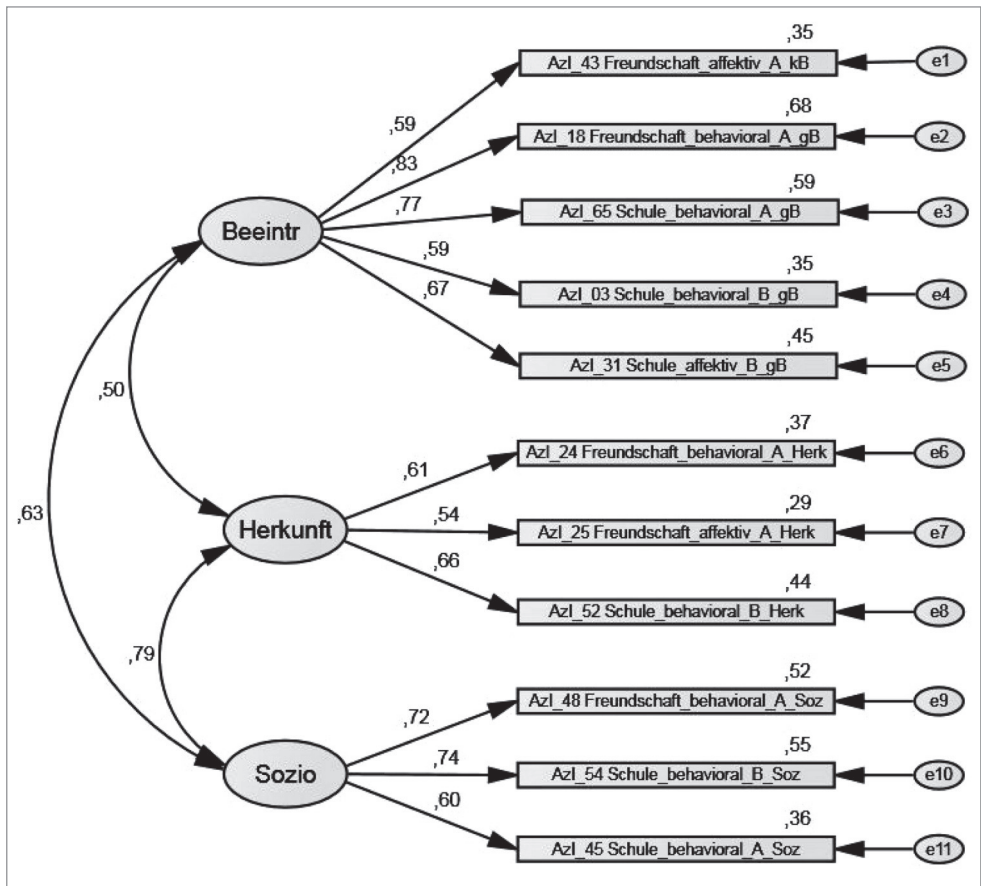 ,35
Azl_43 Freundschaft_affektiv_A_kB
e1
,59
,68
Azl_18 Freundschaft_behavioral_A_gB
e2
,83
,59
Azl_65 Schule_behavioral_A_gB
e3
,77
Beeintr
,35
Azl_03 Schule_behavioral_B_gB
e4
,59
,67
,45
Azl_31 Schule_affektiv_B_gB
e5
,50
,37
Azl_24 Freundschaft_behavioral_A_Herk
e6
,61
,63
Herkunft
,29
Azl_25 Freundschaft_affektiv_A_Herk
e7
,54
,66
,44
Azl_52 Schule_behavioral_B_Herk
e8
,79
,52
Azl_48 Freundschaft_behavioral_A_Soz
e9
,72
Sozio
,55
Azl_54 Schule_behavioral_B_Soz
e10
,74
,60
,36
Azl_45 Schule_behavioral_A_Soz
e11